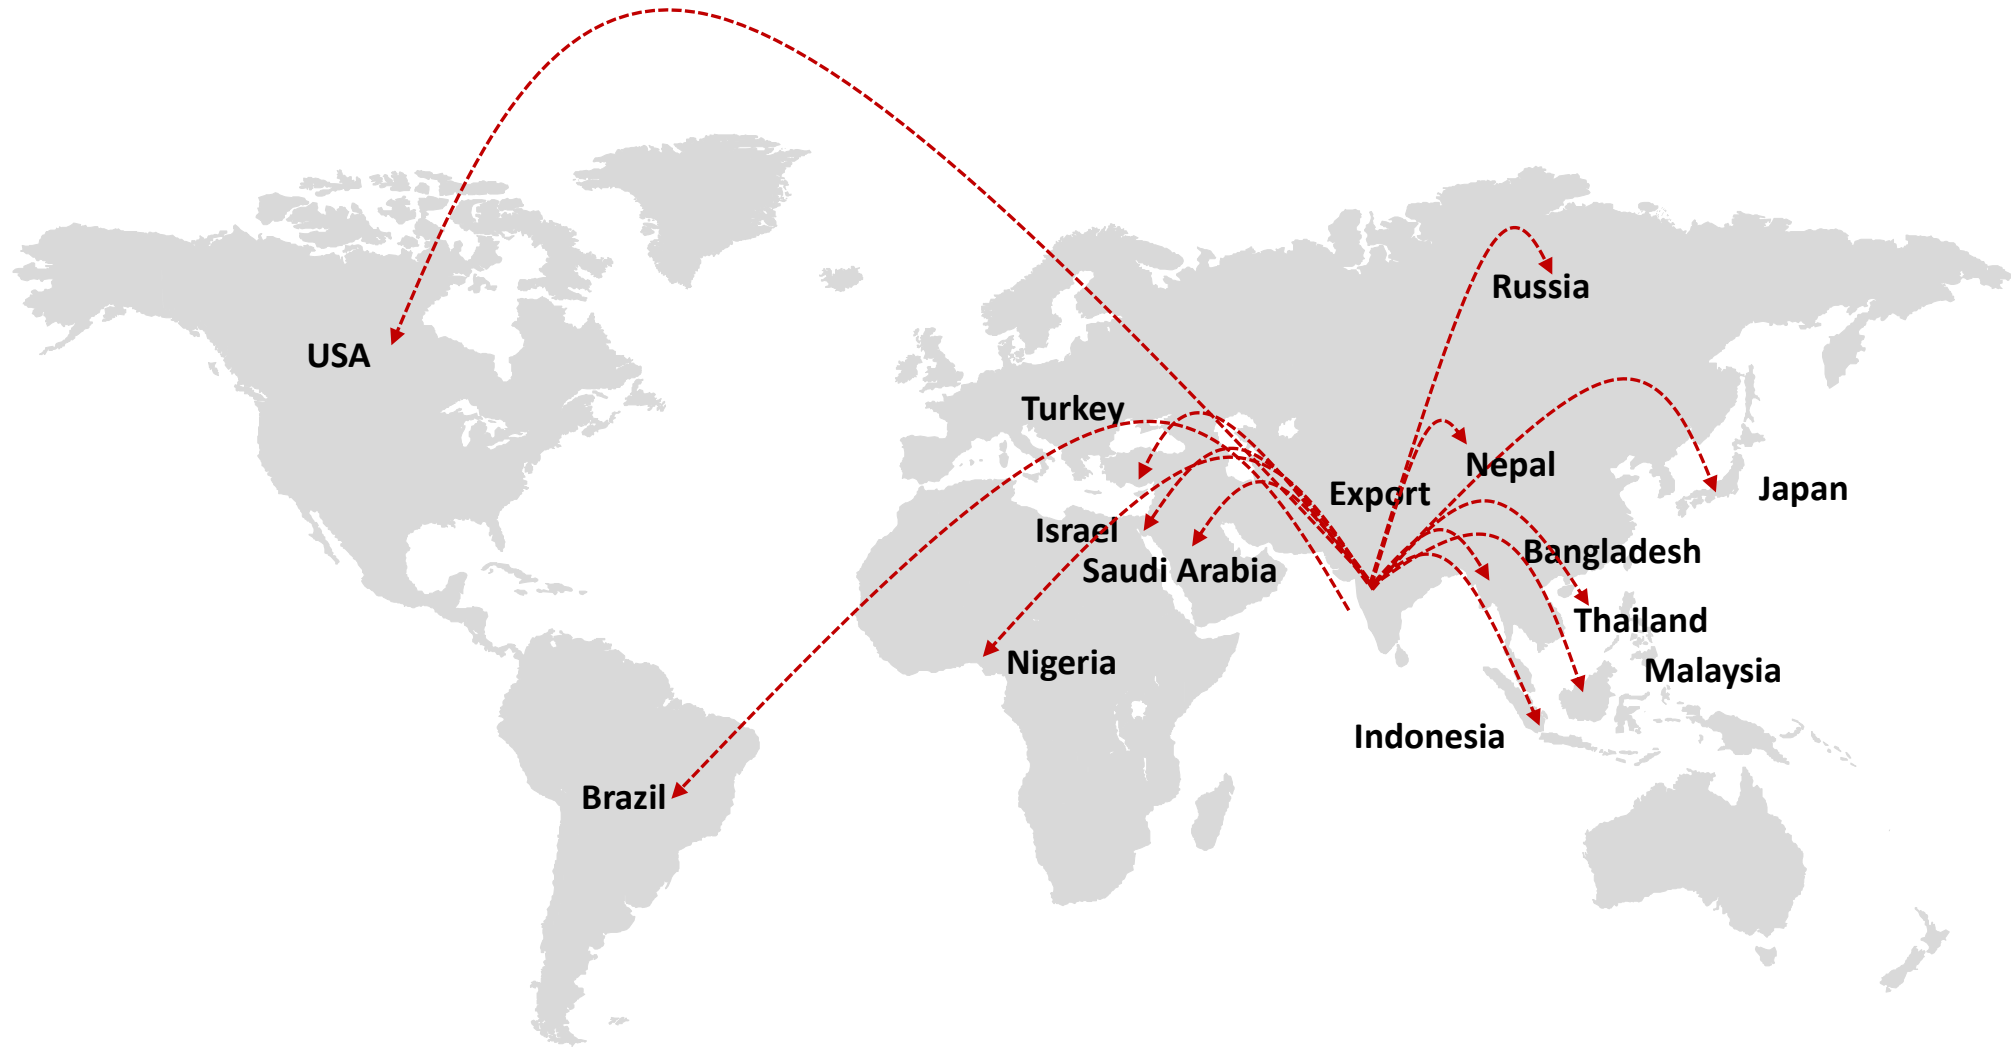 Russia
USA
Turkey
Nepal
Export
Japan
Israel
Bangladesh
Saudi Arabia
Thailand
Nigeria
Malaysia
Indonesia
Brazil